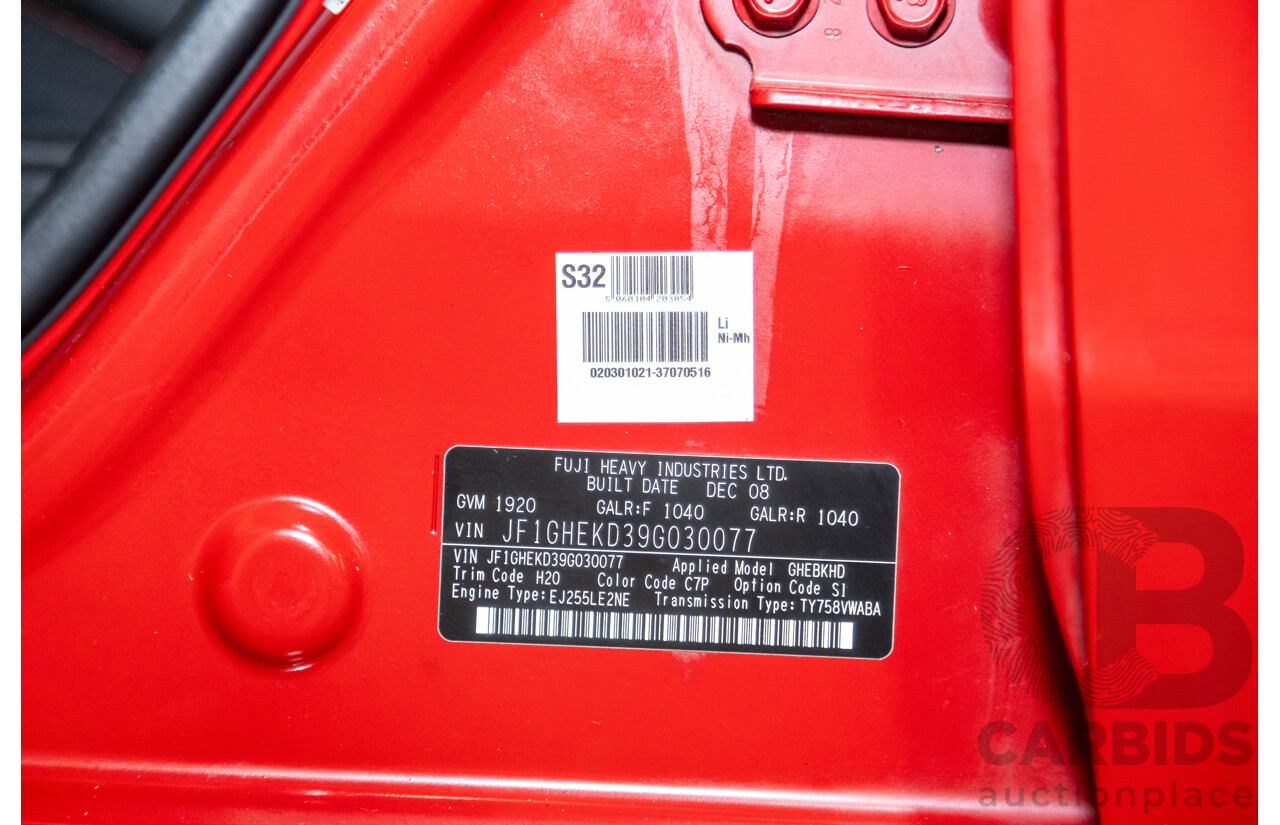 S32
5 060104 203054
Li
Ni-Mh
020301021-37070516
FUJI HEAVY INDUSTRIES LTD.
BUILT DATE DEC 08
GVM 1920 GALR:F 1040 GALR:R 1040
VIN JF1GHEKD39G030077
VIN JF1GHEKD39G030077 Applied Model GHEBKHD
Trim Code H20 Color Code C7P Option Code SI
Engine Type:EJ255LE2NE Transmission Type:TY758VWABA
CARBIDS
auctionplace